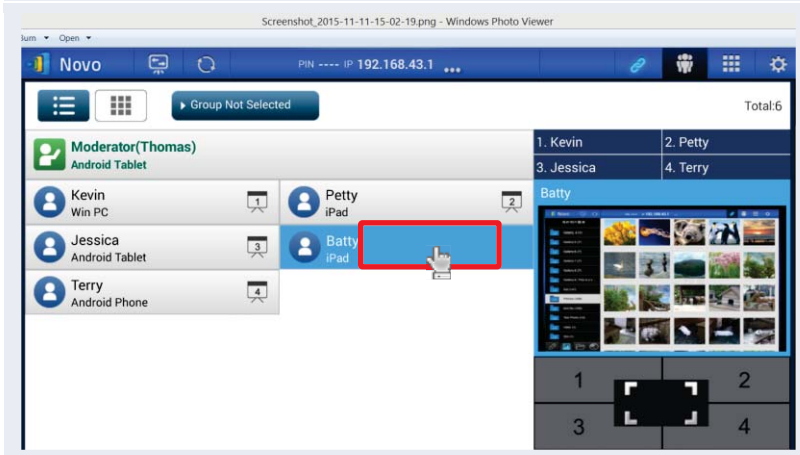 Screenshot_2015-11-11-15-02-19.png - Windows Photo Viewer
Open
Novo
PIN ---- IP 192.168.43.1 ...
Group Not Selected
Total:6
Moderator(Thomas)
Android Tablet
1. Kevin
2. Petty
3. Jessica
4. Terry
Kevin
Win PC
1
Petty
iPad
2
Batty
Jessica
Android Tablet
3
Batty
iPad
Terry
Android Phone
4
1
2
3
4